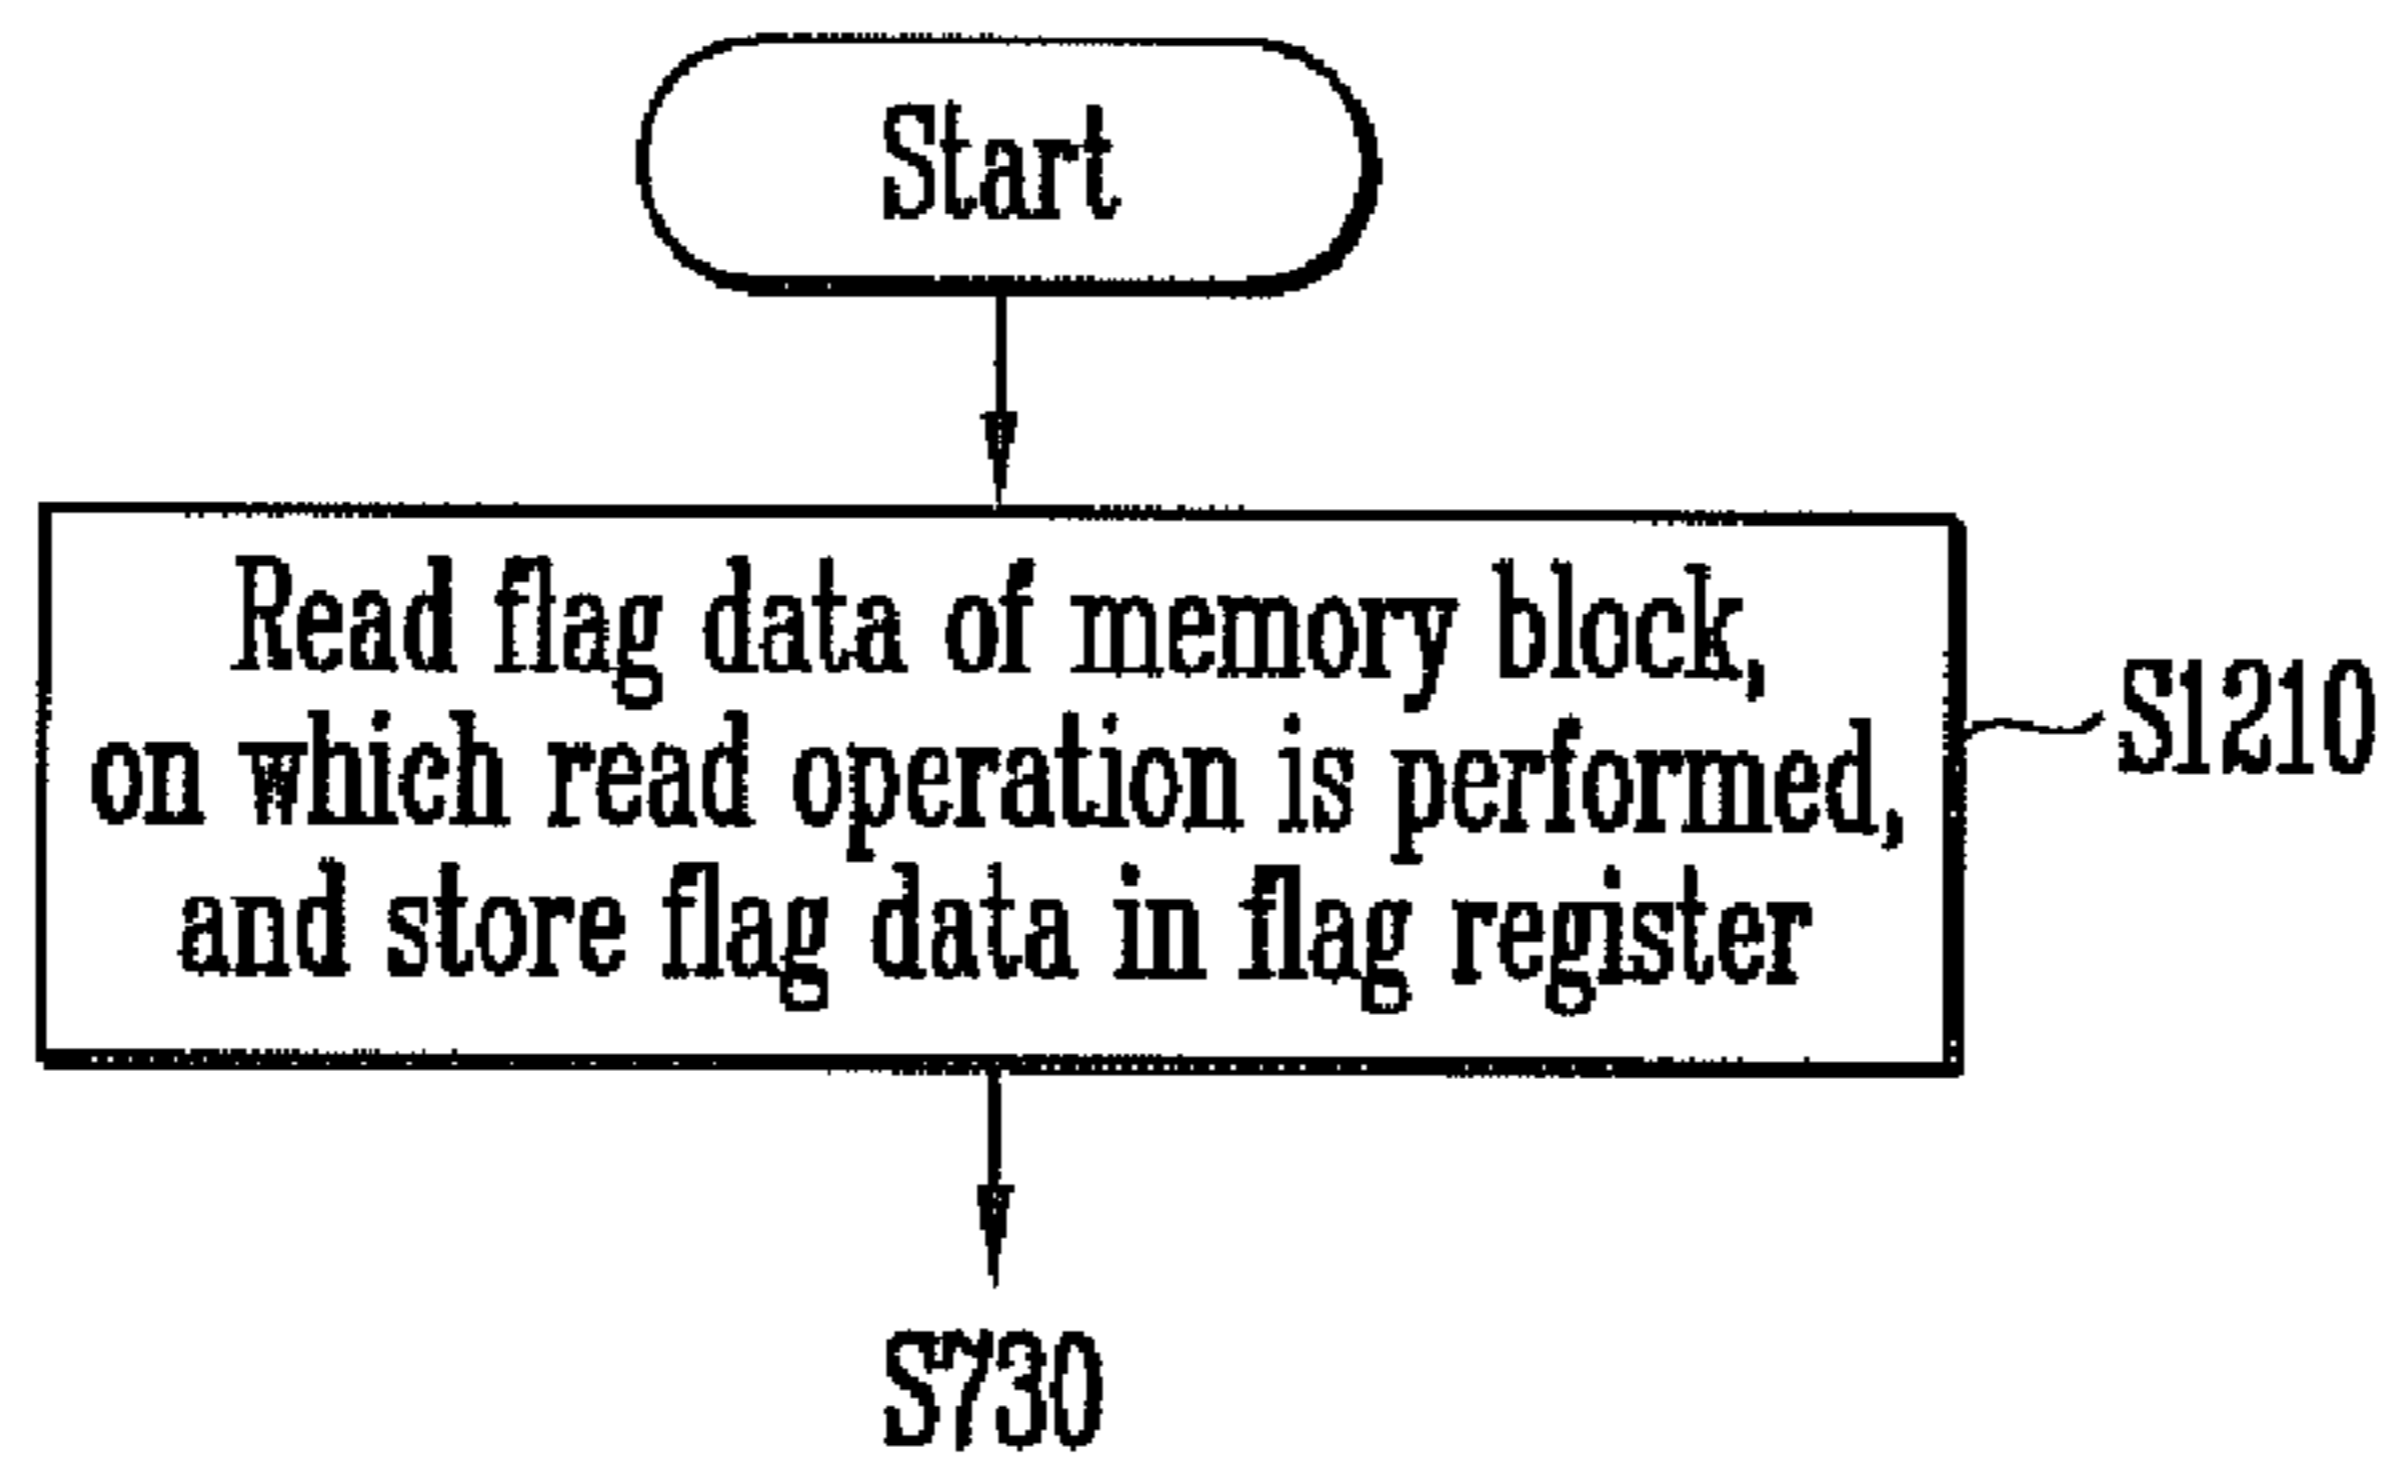 Start
Read flag data of memory block,
on which read operation is performed,
and store flag data in flag register
S1210
S730